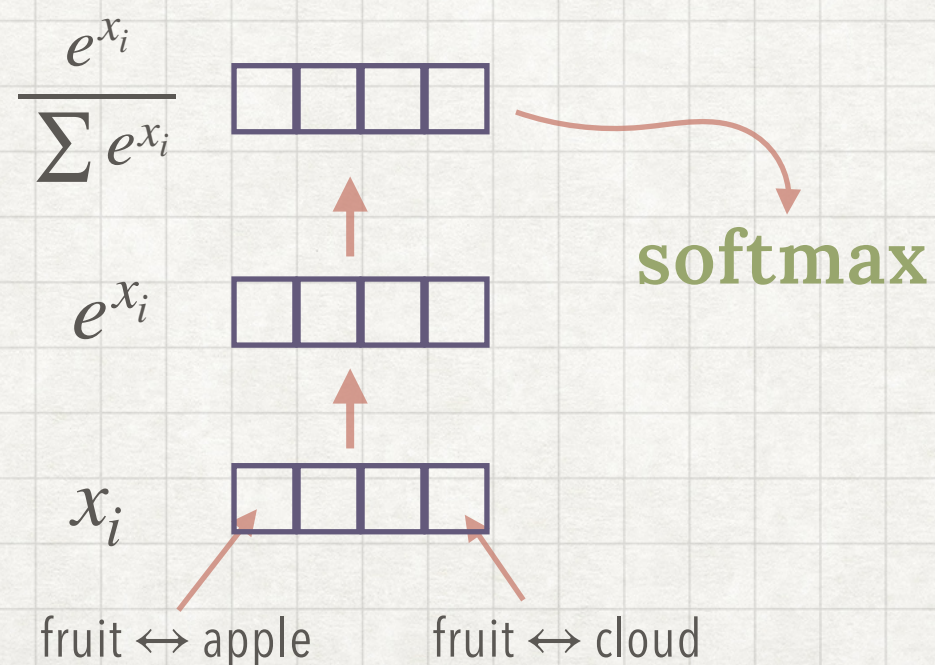 e^{x_i}
∑ e^{x_i}
softmax
e^{x_i}
x_i
fruit ↔ apple
fruit ↔ cloud